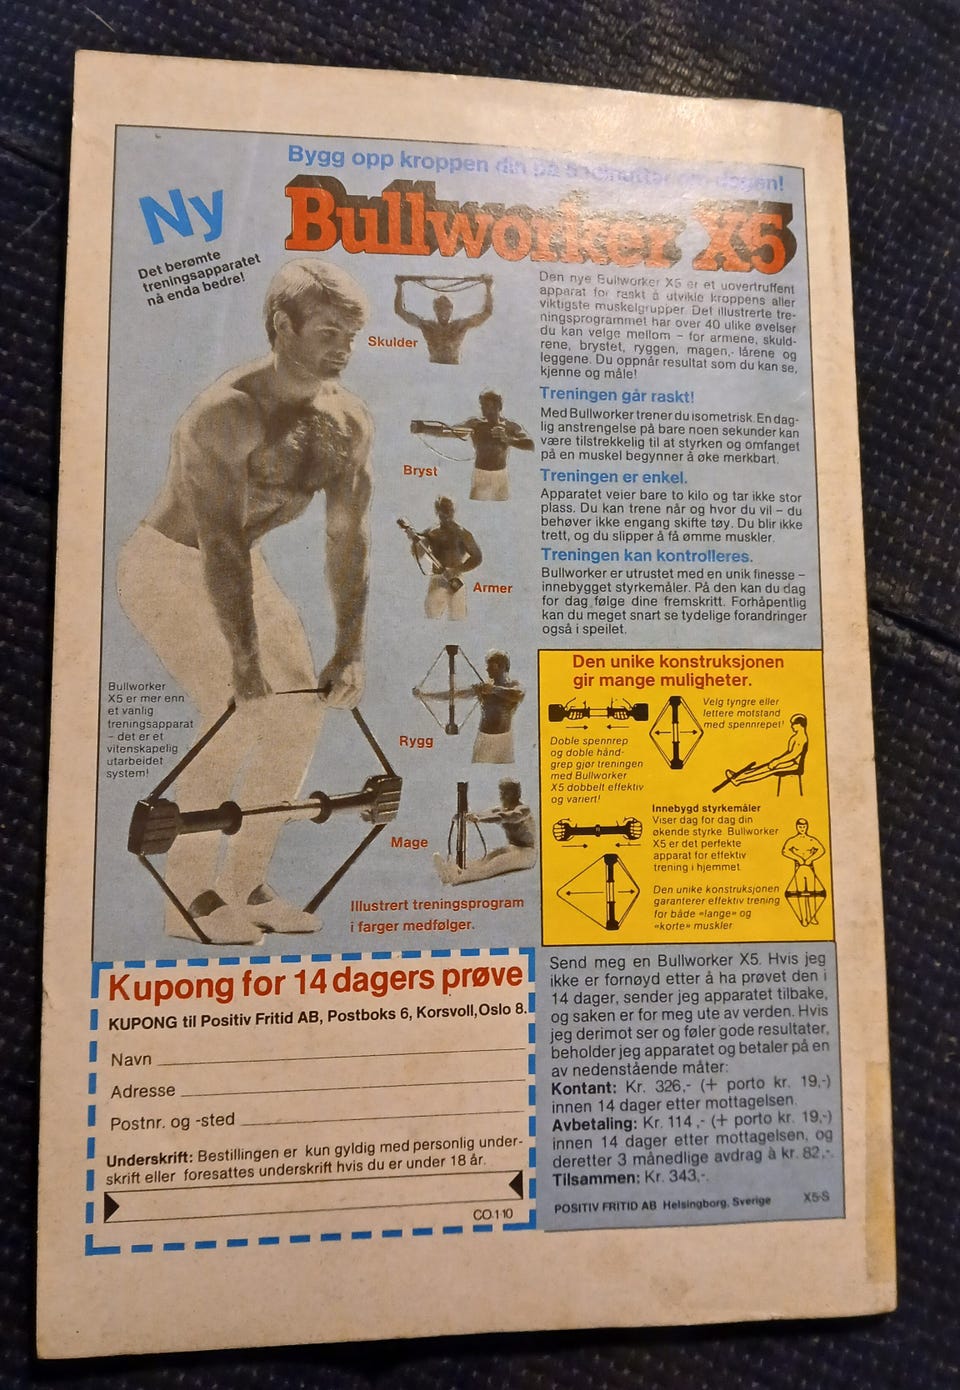 Bygg opp kroppen din på 5 minutter om dagen!
Ny
Bullworker X5
Det berømte
treningsapparatet
nå enda bedre!
Skulder
Bryst
Armer
Rygg
Mage
Bullworker
X5 er mer enn
et vanlig
treningsapparat
– det er et
vitenskapelig
utarbeidet
system!
Illustrert treningsprogram
i farger medfølger.
Den nye Bullworker X5 er et uovertruffent
apparat for raskt å utvikle kroppens aller
viktigste muskelgrupper. Det illustrerte tre-
ningsprogrammet har over 40 ulike øvelser
du kan velge mellom – for armene, skuld-
rene, brystet, ryggen, magen, lårene og
leggene. Du oppnår resultat som du kan se,
kjenne og måle!
Treningen går raskt!
Med Bullworker trener du isometrisk. En dag-
lig anstrengelse på bare noen sekunder kan
være tilstrekkelig til at styrken og omfanget
på en muskel begynner å øke merkbart.
Treningen er enkel.
Apparatet veier bare to kilo og tar ikke stor
plass. Du kan trene når og hvor du vil – du
behøver ikke engang skifte tøy. Du blir ikke
trett, og du slipper å få ømme muskler.
Treningen kan kontrolleres.
Bullworker er utrustet med en unik finesse –
innebygget styrkemåler. På den kan du dag
for dag følge dine fremskritt. Forhåpentlig
kan du meget snart se tydelige forandringer
også i speilet.
Den unike konstruksjonen
gir mange muligheter.
Velg tyngre eller
lettere motstand
med spennrepet!
Doble spennrep
og doble hånd-
grep gjør treningen
med Bullworker
X5 dobbelt effektiv
og variert!
Innebygd styrkemåler
Viser dag for dag din
økende styrke. Bullworker
X5 er det perfekte
apparat for effektiv
trening i hjemmet
Den unike konstruksjonen
garanterer effektiv trening
for både «lange» og
«korte» muskler
Kupong for 14 dagers prøve
KUPONG til Positiv Fritid AB, Postboks 6, Korsvoll, Oslo 8.
Navn
Adresse
Postnr. og -sted
Underskrift: Bestillingen er kun gyldig med personlig under-
skrift eller foresattes underskrift hvis du er under 18 år.
CO.1-10
Send meg en Bullworker X5. Hvis jeg
ikke er fornøyd etter å ha prøvet den i
14 dager, sender jeg apparatet tilbake,
og saken er for meg ute av verden. Hvis
jeg derimot ser og føler gode resultater,
beholder jeg apparatet og betaler på en
av nedenstående måter:
Kontant: Kr. 326,- (+ porto kr. 19,-)
innen 14 dager etter mottagelsen.
Avbetaling: Kr. 114,- (+ porto kr. 19,-)
innen 14 dager etter mottagelsen, og
deretter 3 månedlige avdrag à kr. 82,-.
Tilsammen: Kr. 343,-.
POSITIV FRITID AB Helsingborg, Sverige X5-S